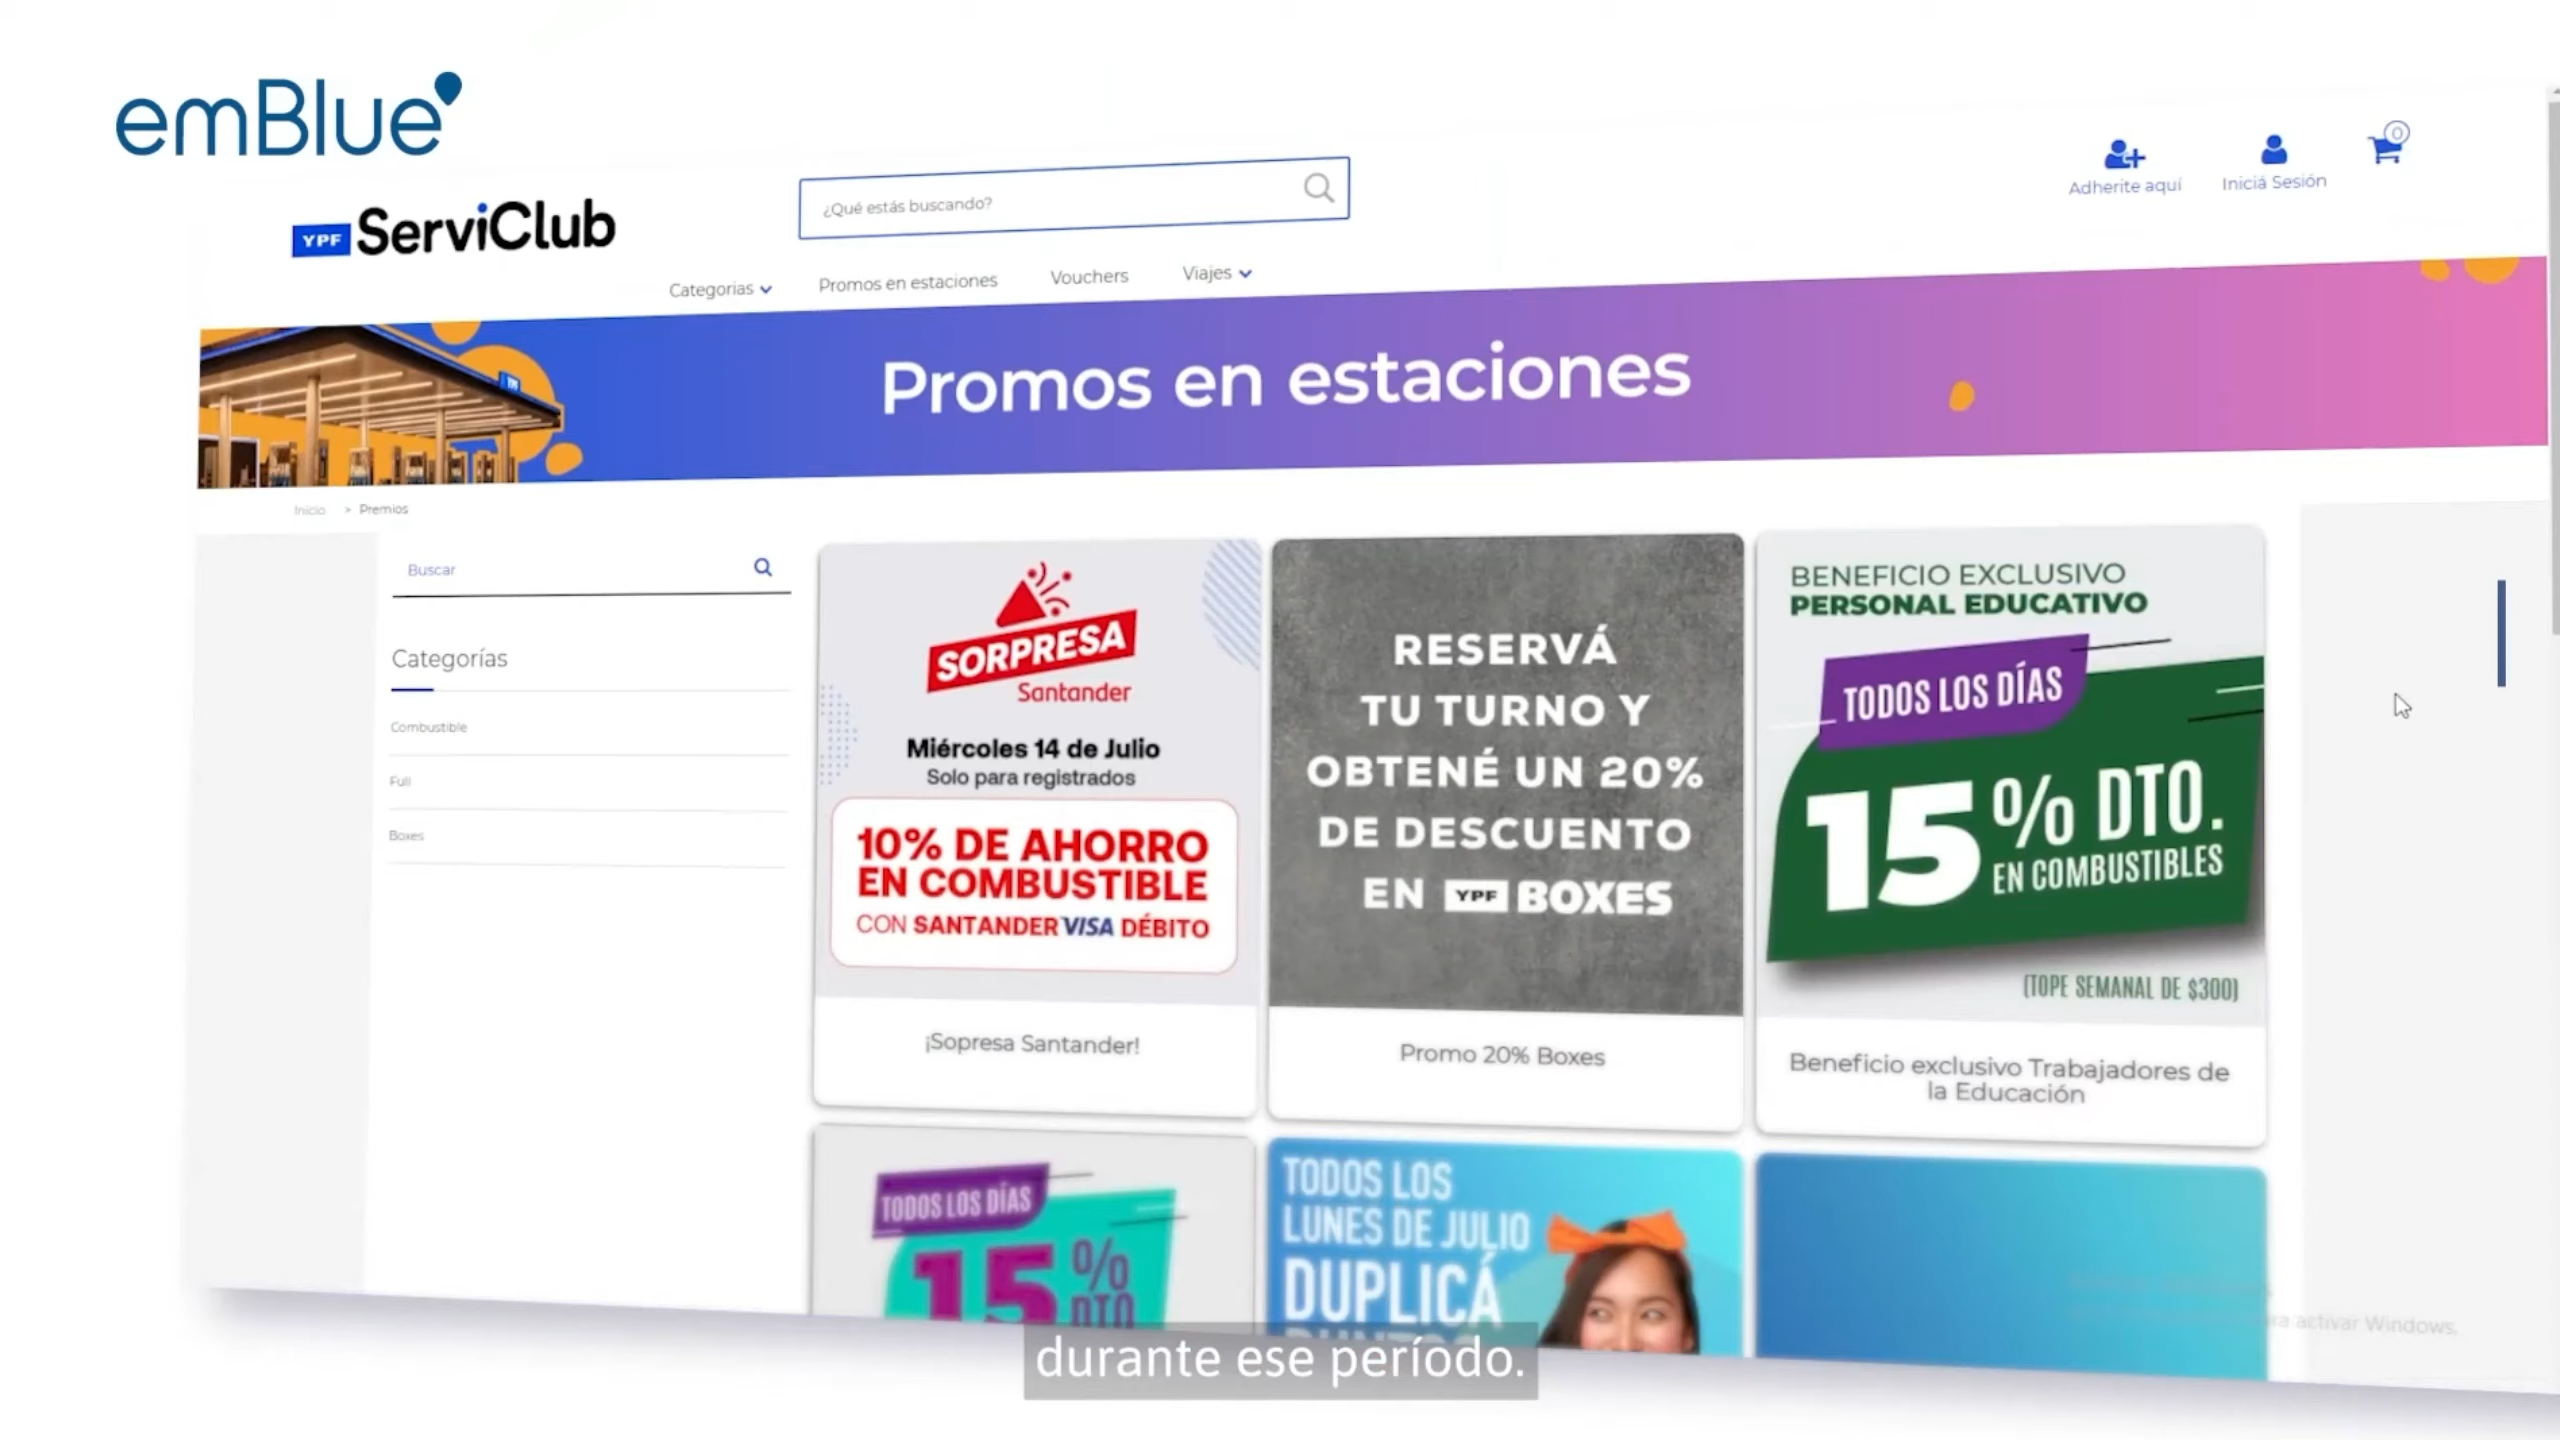 emBlue
YPF ServiClub
¿Qué estás buscando?
Adherite aquí
Iniciá Sesión
0
Categorias
Promos en estaciones
Vouchers
Viajes
Promos en estaciones
Inicio > Premios
Buscar
Categorías
Combustible
Full
Boxes
SORPRESA
Santander
Miércoles 14 de Julio
Solo para registrados
10% DE AHORRO
EN COMBUSTIBLE
CON SANTANDER VISA DÉBITO
¡Sopresa Santander!
RESERVÁ
TU TURNO Y
OBTENÉ UN 20%
DE DESCUENTO
EN YPF BOXES
Promo 20% Boxes
BENEFICIO EXCLUSIVO
PERSONAL EDUCATIVO
TODOS LOS DÍAS
15% DTO.
EN COMBUSTIBLES
(TOPE SEMANAL DE $300)
Beneficio exclusivo Trabajadores de
la Educación
TODOS LOS DÍAS
15%
DTO
TODOS LOS
LUNES DE JULIO
DUPLICÁ
activar Windows.
durante ese período.